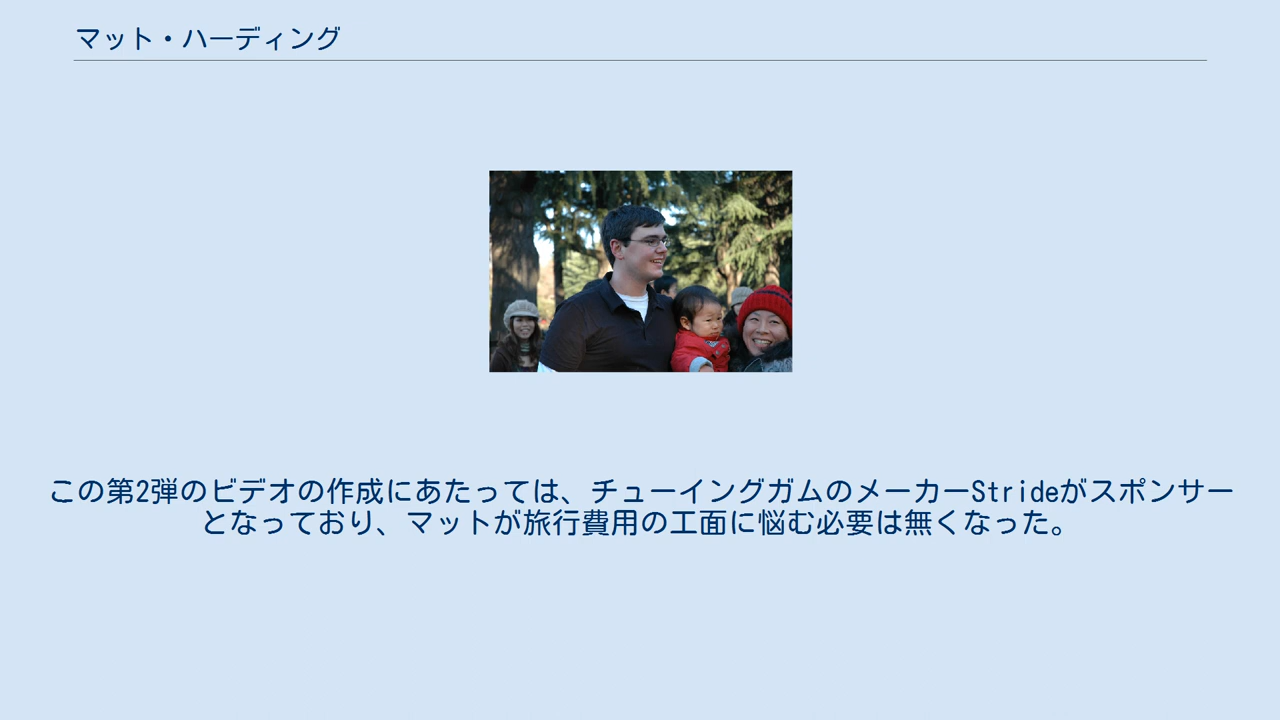 マット・ハーディング
この第2弾のビデオの作成にあたっては、チューイングガムのメーカーStrideがスポンサー
となっており、マットが旅行費用の工面に悩む必要は無くなった。